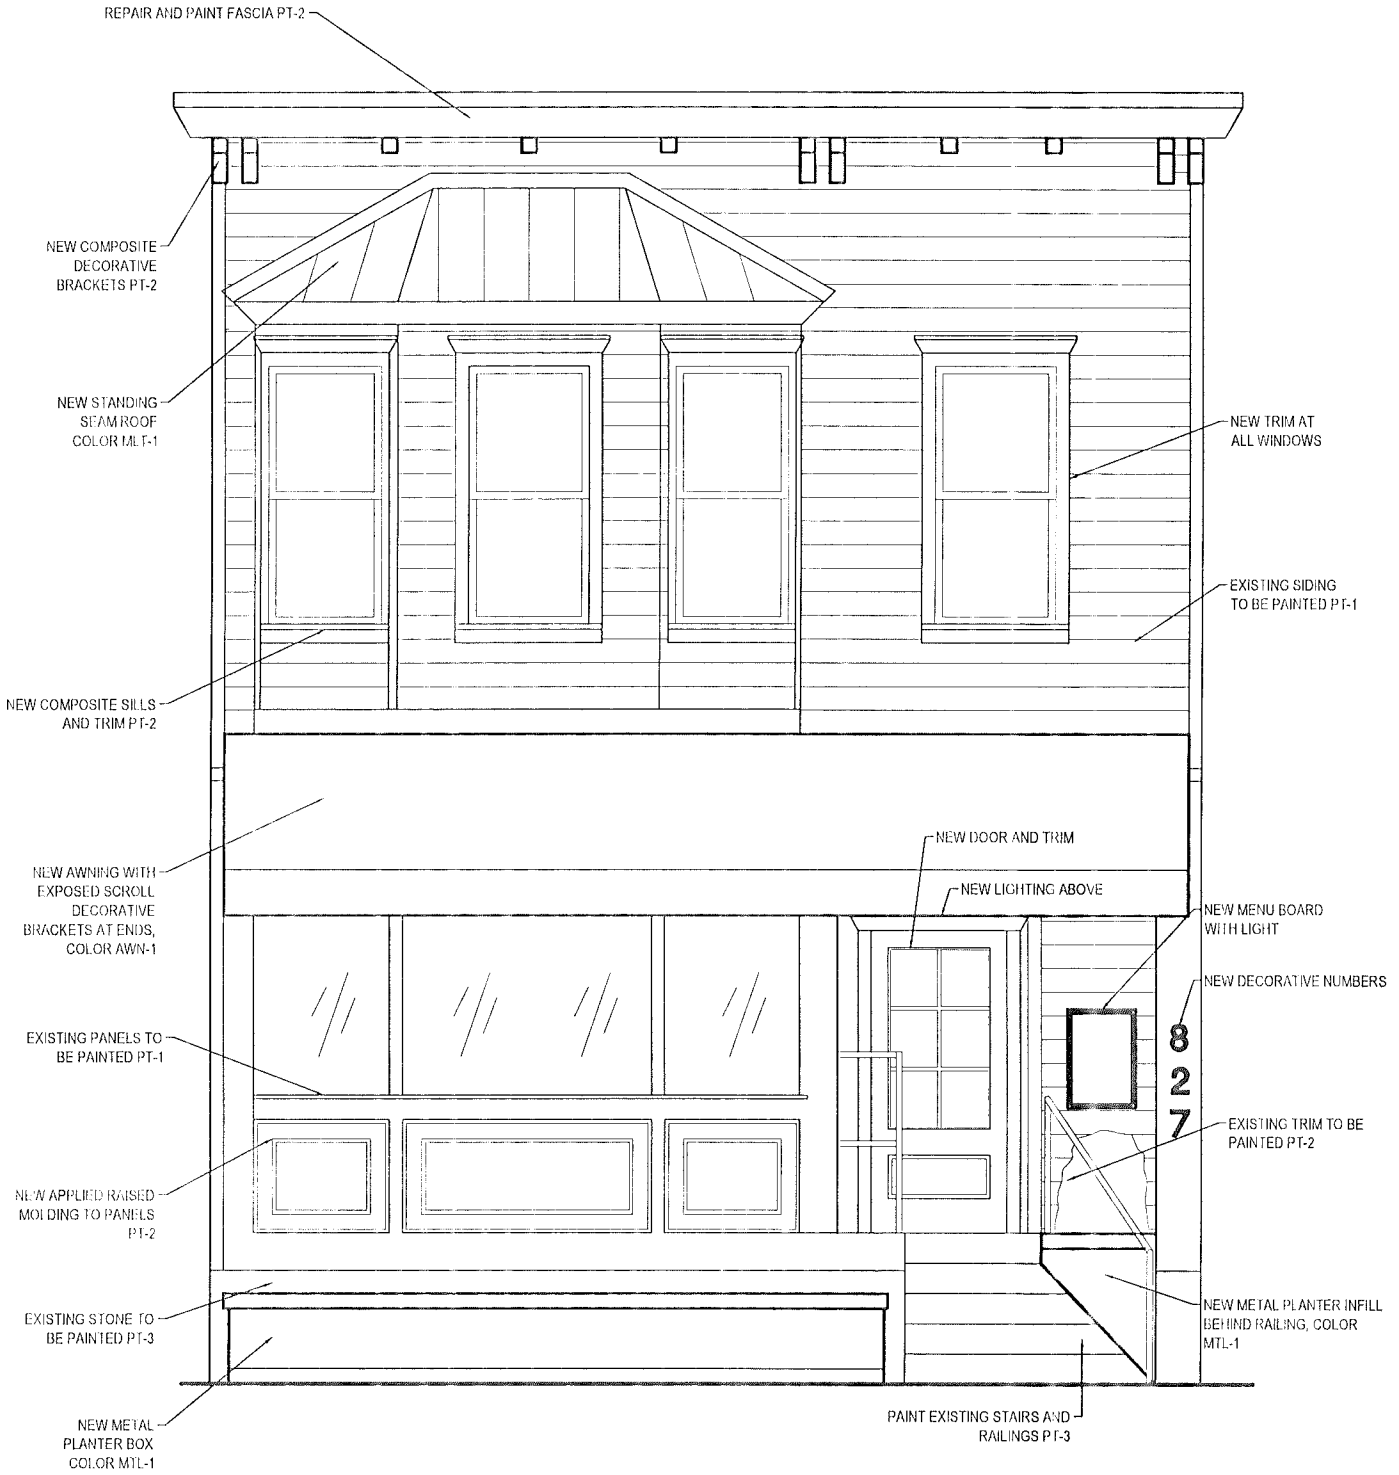 REPAIR AND PAINT FASCIA PT-2
NEW COMPOSITE
DECORATIVE
BRACKETS PT-2
NEW STANDING
SEAM ROOF
COLOR MLT-1
NEW TRIM AT
ALL WINDOWS
EXISTING SIDING
TO BE PAINTED PT-1
NEW COMPOSITE SILLS
AND TRIM PT-2
NEW DOOR AND TRIM
NEW LIGHTING ABOVE
NEW AWNING WITH
EXPOSED SCROLL
DECORATIVE
BRACKETS AT ENDS,
COLOR AWN-1
NEW MENU BOARD
WITH LIGHT
NEW DECORATIVE NUMBERS
8
2
7
EXISTING PANELS TO
BE PAINTED PT-1
EXISTING TRIM TO BE
PAINTED PT-2
NEW APPLIED RAISED
MOLDING TO PANELS
PT-2
EXISTING STONE TO
BE PAINTED PT-3
NEW METAL PLANTER INFILL
BEHIND RAILING, COLOR
MTL-1
NEW METAL
PLANTER BOX
COLOR MTL-1
PAINT EXISTING STAIRS AND
RAILINGS PT-3